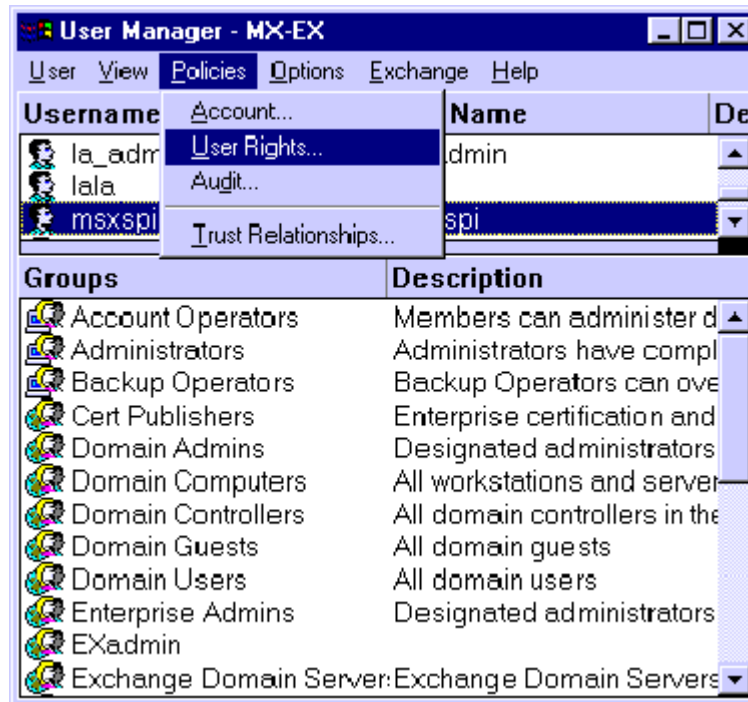 User Manager - MX-EX
User View Policies Options Exchange Help
Username Name De
Account...
User Rights...
Audit...
Trust Relationships...
la_adm dmin
lala
msxspi spi
Groups Description
Account Operators Members can administer d
Administrators Administrators have compl
Backup Operators Backup Operators can ove
Cert Publishers Enterprise certification and
Domain Admins Designated administrators
Domain Computers All workstations and server
Domain Controllers All domain controllers in the
Domain Guests All domain guests
Domain Users All domain users
Enterprise Admins Designated administrators
EXadmin
Exchange Domain Server: Exchange Domain Servers